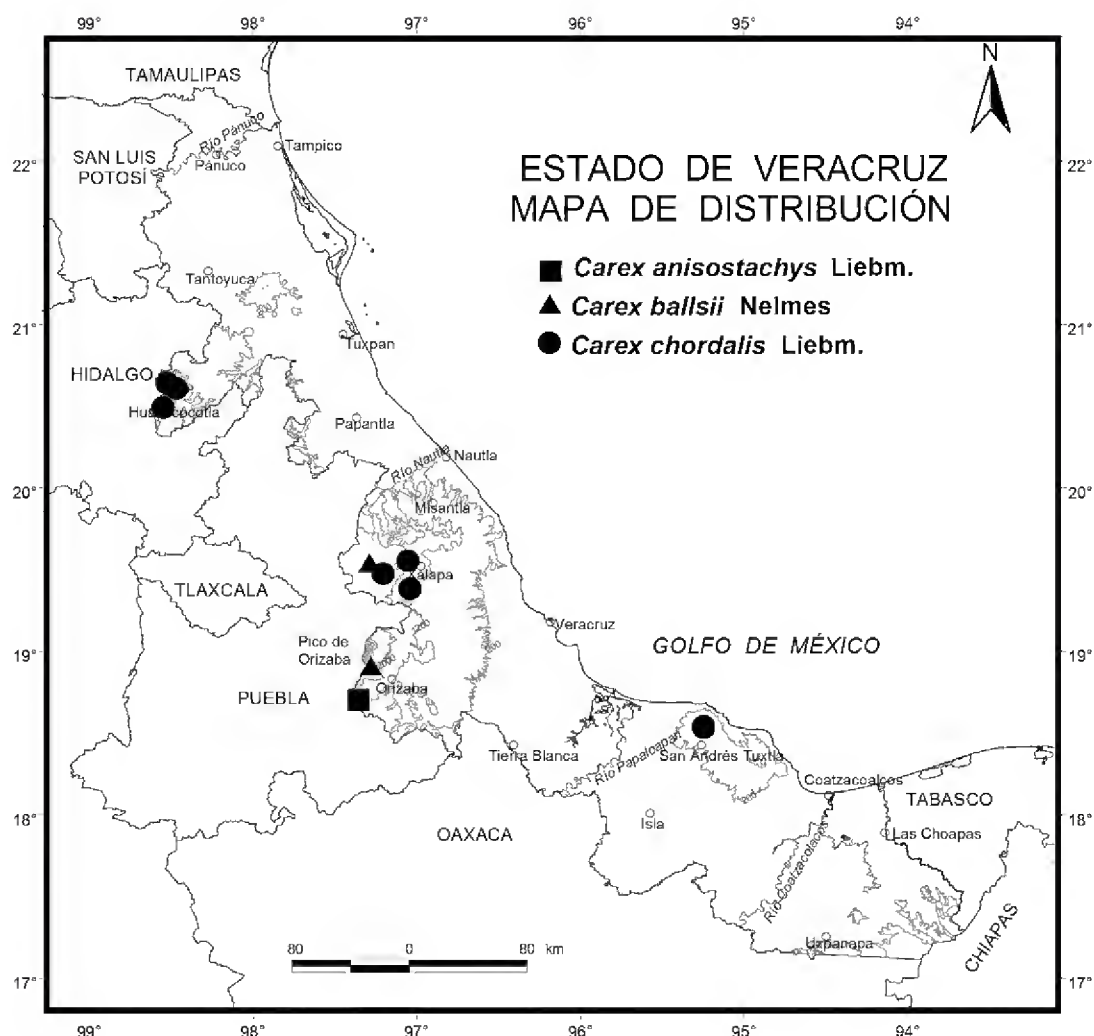 99° 98° 97° 96° 95° 94°
N
TAMAULIPAS
Río Pánuco
Tampico
Pánuco
SAN LUIS
POTOSÍ
22° 22°
ESTADO DE VERACRUZ
MAPA DE DISTRIBUCIÓN
Carex anisostachys Liebm.
Carex ballsii Nelmes
Carex chordalis Liebm.
Tantoyuca
21° 21°
Tuxpan
HIDALGO
Papantla
Río Nautla
Nautla
20° 20°
Misantla
TLAXCALA
Veracruz
GOLFO DE MÉXICO
Pico de
Orizaba
19° 19°
PUEBLA
Orizaba
Tierra Blanca
Río Papaloapan
San Andrés Tuxtla
Coatzacoalcos
TABASCO
18° 18°
Isla
OAXACA
Las Choapas
Río Coatzacoalcos
Uzpanapa
CHIAPAS
80 0 80 km
17° 17°
99° 98° 97° 96° 95° 94°